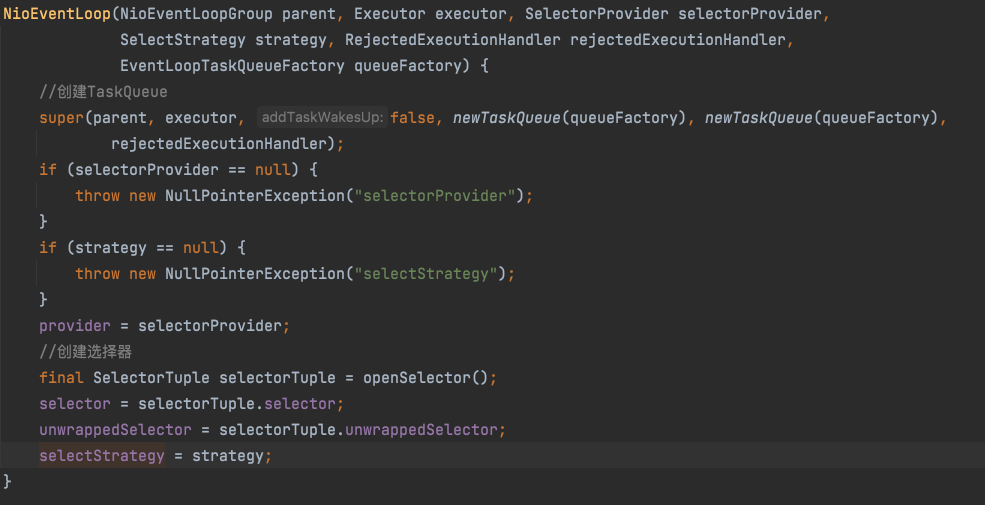 NioEventLoop(NioEventLoopGroup parent, Executor executor, SelectorProvider selectorProvider,
SelectStrategy strategy, RejectedExecutionHandler rejectedExecutionHandler,
EventLoopTaskQueueFactory queueFactory) {
//创建TaskQueue
super(parent, executor, addTaskWakesUp: false, newTaskQueue(queueFactory), newTaskQueue(queueFactory),
rejectedExecutionHandler);
if (selectorProvider == null) {
throw new NullPointerException("selectorProvider");
}
if (strategy == null) {
throw new NullPointerException("selectStrategy");
}
provider = selectorProvider;
//创建选择器
final SelectorTuple selectorTuple = openSelector();
selector = selectorTuple.selector;
unwrappedSelector = selectorTuple.unwrappedSelector;
selectStrategy = strategy;
}